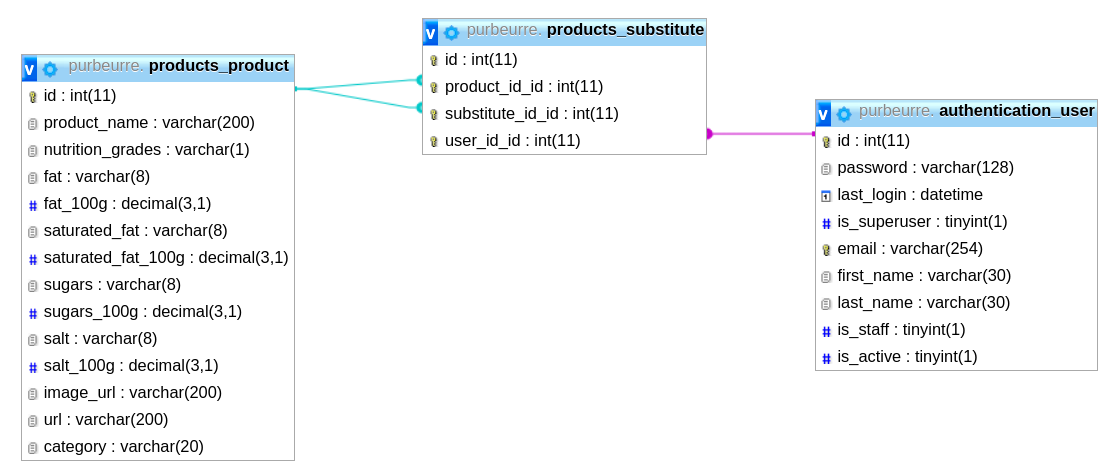 v purbeurre. products_product
id : int(11)
product_name : varchar(200)
nutrition_grades : varchar(1)
fat : varchar(8)
# fat_100g : decimal(3,1)
saturated_fat : varchar(8)
# saturated_fat_100g : decimal(3,1)
sugars : varchar(8)
# sugars_100g : decimal(3,1)
salt : varchar(8)
# salt_100g : decimal(3,1)
image_url : varchar(200)
url : varchar(200)
category : varchar(20)
v purbeurre. products_substitute
id : int(11)
product_id_id : int(11)
substitute_id_id : int(11)
user_id_id : int(11)
v purbeurre. authentication_user
id : int(11)
password : varchar(128)
last_login : datetime
# is_superuser : tinyint(1)
email : varchar(254)
first_name : varchar(30)
last_name : varchar(30)
# is_staff : tinyint(1)
# is_active : tinyint(1)